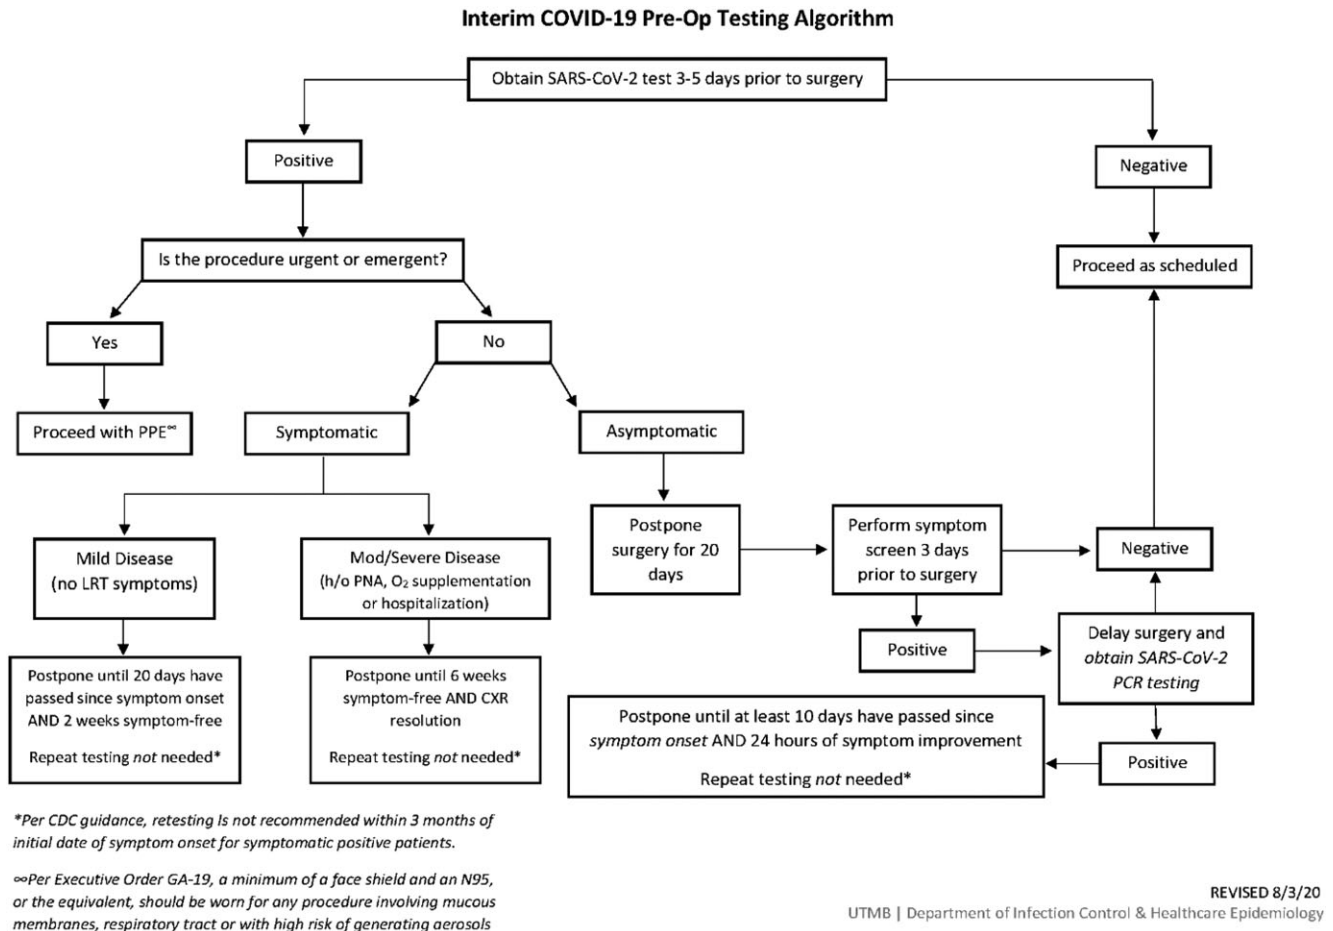 Interim COVID-19 Pre-Op Testing Algorithm
Obtain SARS-CoV-2 test 3-5 days prior to surgery
Positive
Negative
Is the procedure urgent or emergent?
Proceed as scheduled
Yes
No
Proceed with PPE∞
Symptomatic
Asymptomatic
Mild Disease
(no LRT symptoms)
Mod/Severe Disease
(h/o PNA, O₂ supplementation
or hospitalization)
Postpone
surgery for 20
days
Perform symptom
screen 3 days
prior to surgery
Negative
Positive
Delay surgery and
obtain SARS-CoV-2
PCR testing
Postpone until 20 days have
passed since symptom onset
AND 2 weeks symptom-free
Repeat testing not needed*
Postpone until 6 weeks
symptom-free AND CXR
resolution
Repeat testing not needed*
Postpone until at least 10 days have passed since
symptom onset AND 24 hours of symptom improvement
Repeat testing not needed*
Positive
*Per CDC guidance, retesting Is not recommended within 3 months of
initial date of symptom onset for symptomatic positive patients.
∞Per Executive Order GA-19, a minimum of a face shield and an N95,
or the equivalent, should be worn for any procedure involving mucous
membranes, respiratory tract or with high risk of generating aerosols
REVISED 8/3/20
UTMB | Department of Infection Control & Healthcare Epidemiology